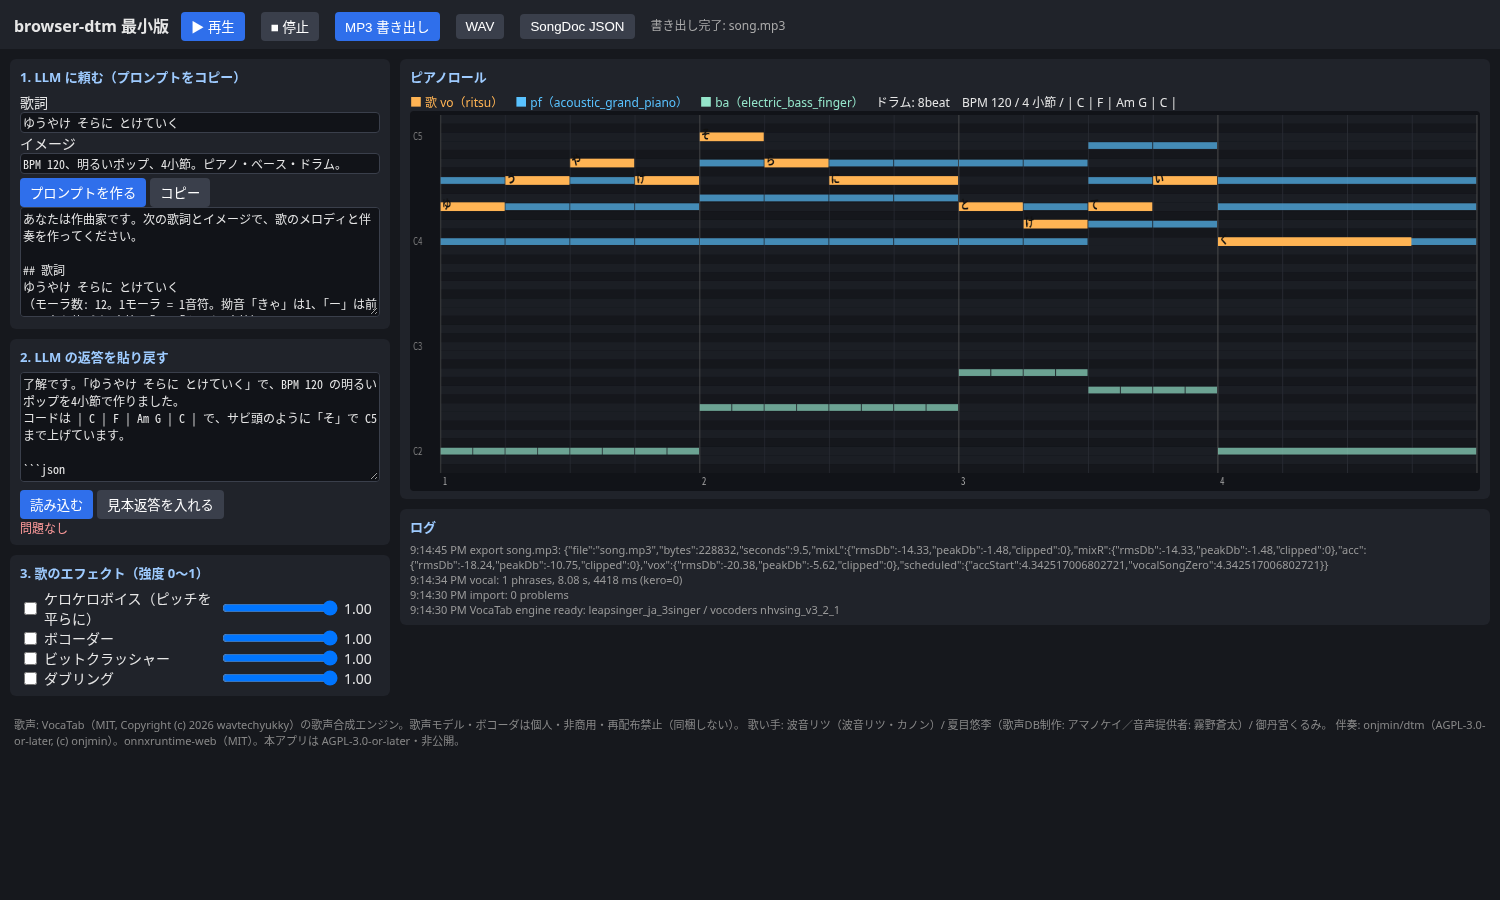 browser-dtm 最小版
▶ 再生
■ 停止
MP3 書き出し
WAV
SongDoc JSON
書き出し完了: song.mp3
1. LLM に頼む（プロンプトをコピー）
歌詞
ゆうやけ そらに とけていく
イメージ
BPM 120、明るいポップ、4小節。ピアノ・ベース・ドラム。
プロンプトを作る
コピー
あなたは作曲家です。次の歌詞とイメージで、歌のメロディと伴
奏を作ってください。
## 歌詞
ゆうやけ そらに とけていく
（モーラ数: 12。1モーラ = 1音符。拗音「きゃ」は1、「ー」は前
2. LLM の返答を貼り戻す
了解です。「ゆうやけ そらに とけていく」で、BPM 120 の明るい
ポップを4小節で作りました。
コードは | C | F | Am G | C | で、サビ頭のように「そ」で C5
まで上げています。
```json
読み込む
見本返答を入れる
問題なし
3. 歌のエフェクト（強度 0〜1）
ケロケロボイス（ピッチを
平らに）
1.00
ボコーダー
1.00
ビットクラッシャー
1.00
ダブリング
1.00
ピアノロール
歌 vo（ritsu）
pf（acoustic_grand_piano）
ba（electric_bass_finger）
ドラム: 8beat
BPM 120 / 4 小節 / | C | F | Am G | C |
C5
そ
や
ら
う
け
に
い
ゆ
と
て
け
C4
く
C3
C2
1
2
3
4
ログ
9:14:45 PM export song.mp3: {"file":"song.mp3","bytes":228832,"seconds":9.5,"mixL":{"rmsDb":-14.33,"peakDb":-1.48,"clipped":0},"mixR":{"rmsDb":-14.33,"peakDb":-1.48,"clipped":0},"acc":
{"rmsDb":-18.24,"peakDb":-10.75,"clipped":0},"vox":{"rmsDb":-20.38,"peakDb":-5.62,"clipped":0},"scheduled":{"accStart":4.342517006802721,"vocalSongZero":4.342517006802721}}
9:14:34 PM vocal: 1 phrases, 8.08 s, 4418 ms (kero=0)
9:14:30 PM import: 0 problems
9:14:30 PM VocaTab engine ready: leapsinger_ja_3singer / vocoders nhvsing_v3_2_1
歌声: VocaTab（MIT, Copyright (c) 2026 wavtechyukky）の歌声合成エンジン。歌声モデル・ボコーダは個人・非商用・再配布禁止（同梱しない）。 歌い手: 波音リツ（波音リツ・カノン）/ 夏目悠李（歌声DB制作: アマノケイ／音声提供者: 霧野蒼太）/ 御丹宮くるみ。 伴奏: onjmin/dtm（AGPL-3.0-
or-later, (c) onjmin）。onnxruntime-web（MIT）。本アプリは AGPL-3.0-or-later・非公開。